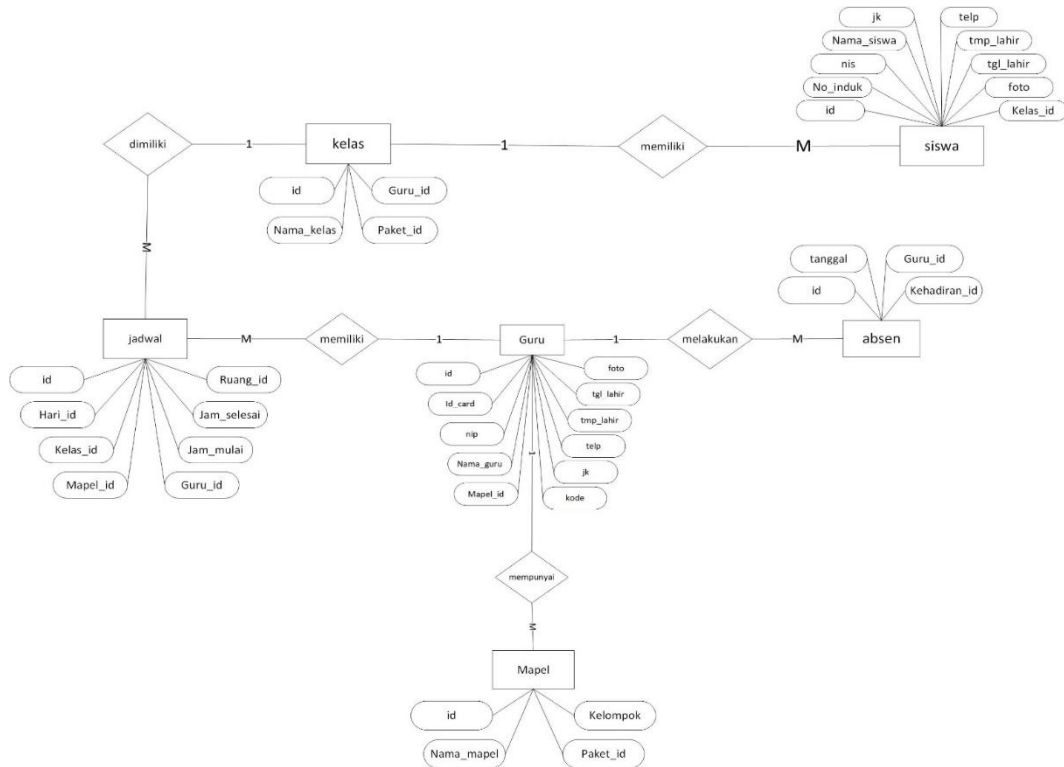 jk
telp
Nama_siswa
tmp_lahir
nis
tgl_lahir
No_induk
foto
id
Kelas_id
dimiliki
1
kelas
1
memiliki
M
siswa
id
Guru_id
Nama_kelas
Paket_id
M
tanggal
Guru_id
id
Kehadiran_id
jadwal
M
memiliki
1
Guru
1
melakukan
M
absen
id
Ruang_id
Hari_id
Jam_selesai
Kelas_id
Jam_mulai
Mapel_id
Guru_id
id
foto
Id_card
tgl_lahir
nip
tmp_lahir
Nama_guru
telp
Mapel_id
jk
kode
1
mempunyai
M
Mapel
id
Kelompok
Nama_mapel
Paket_id